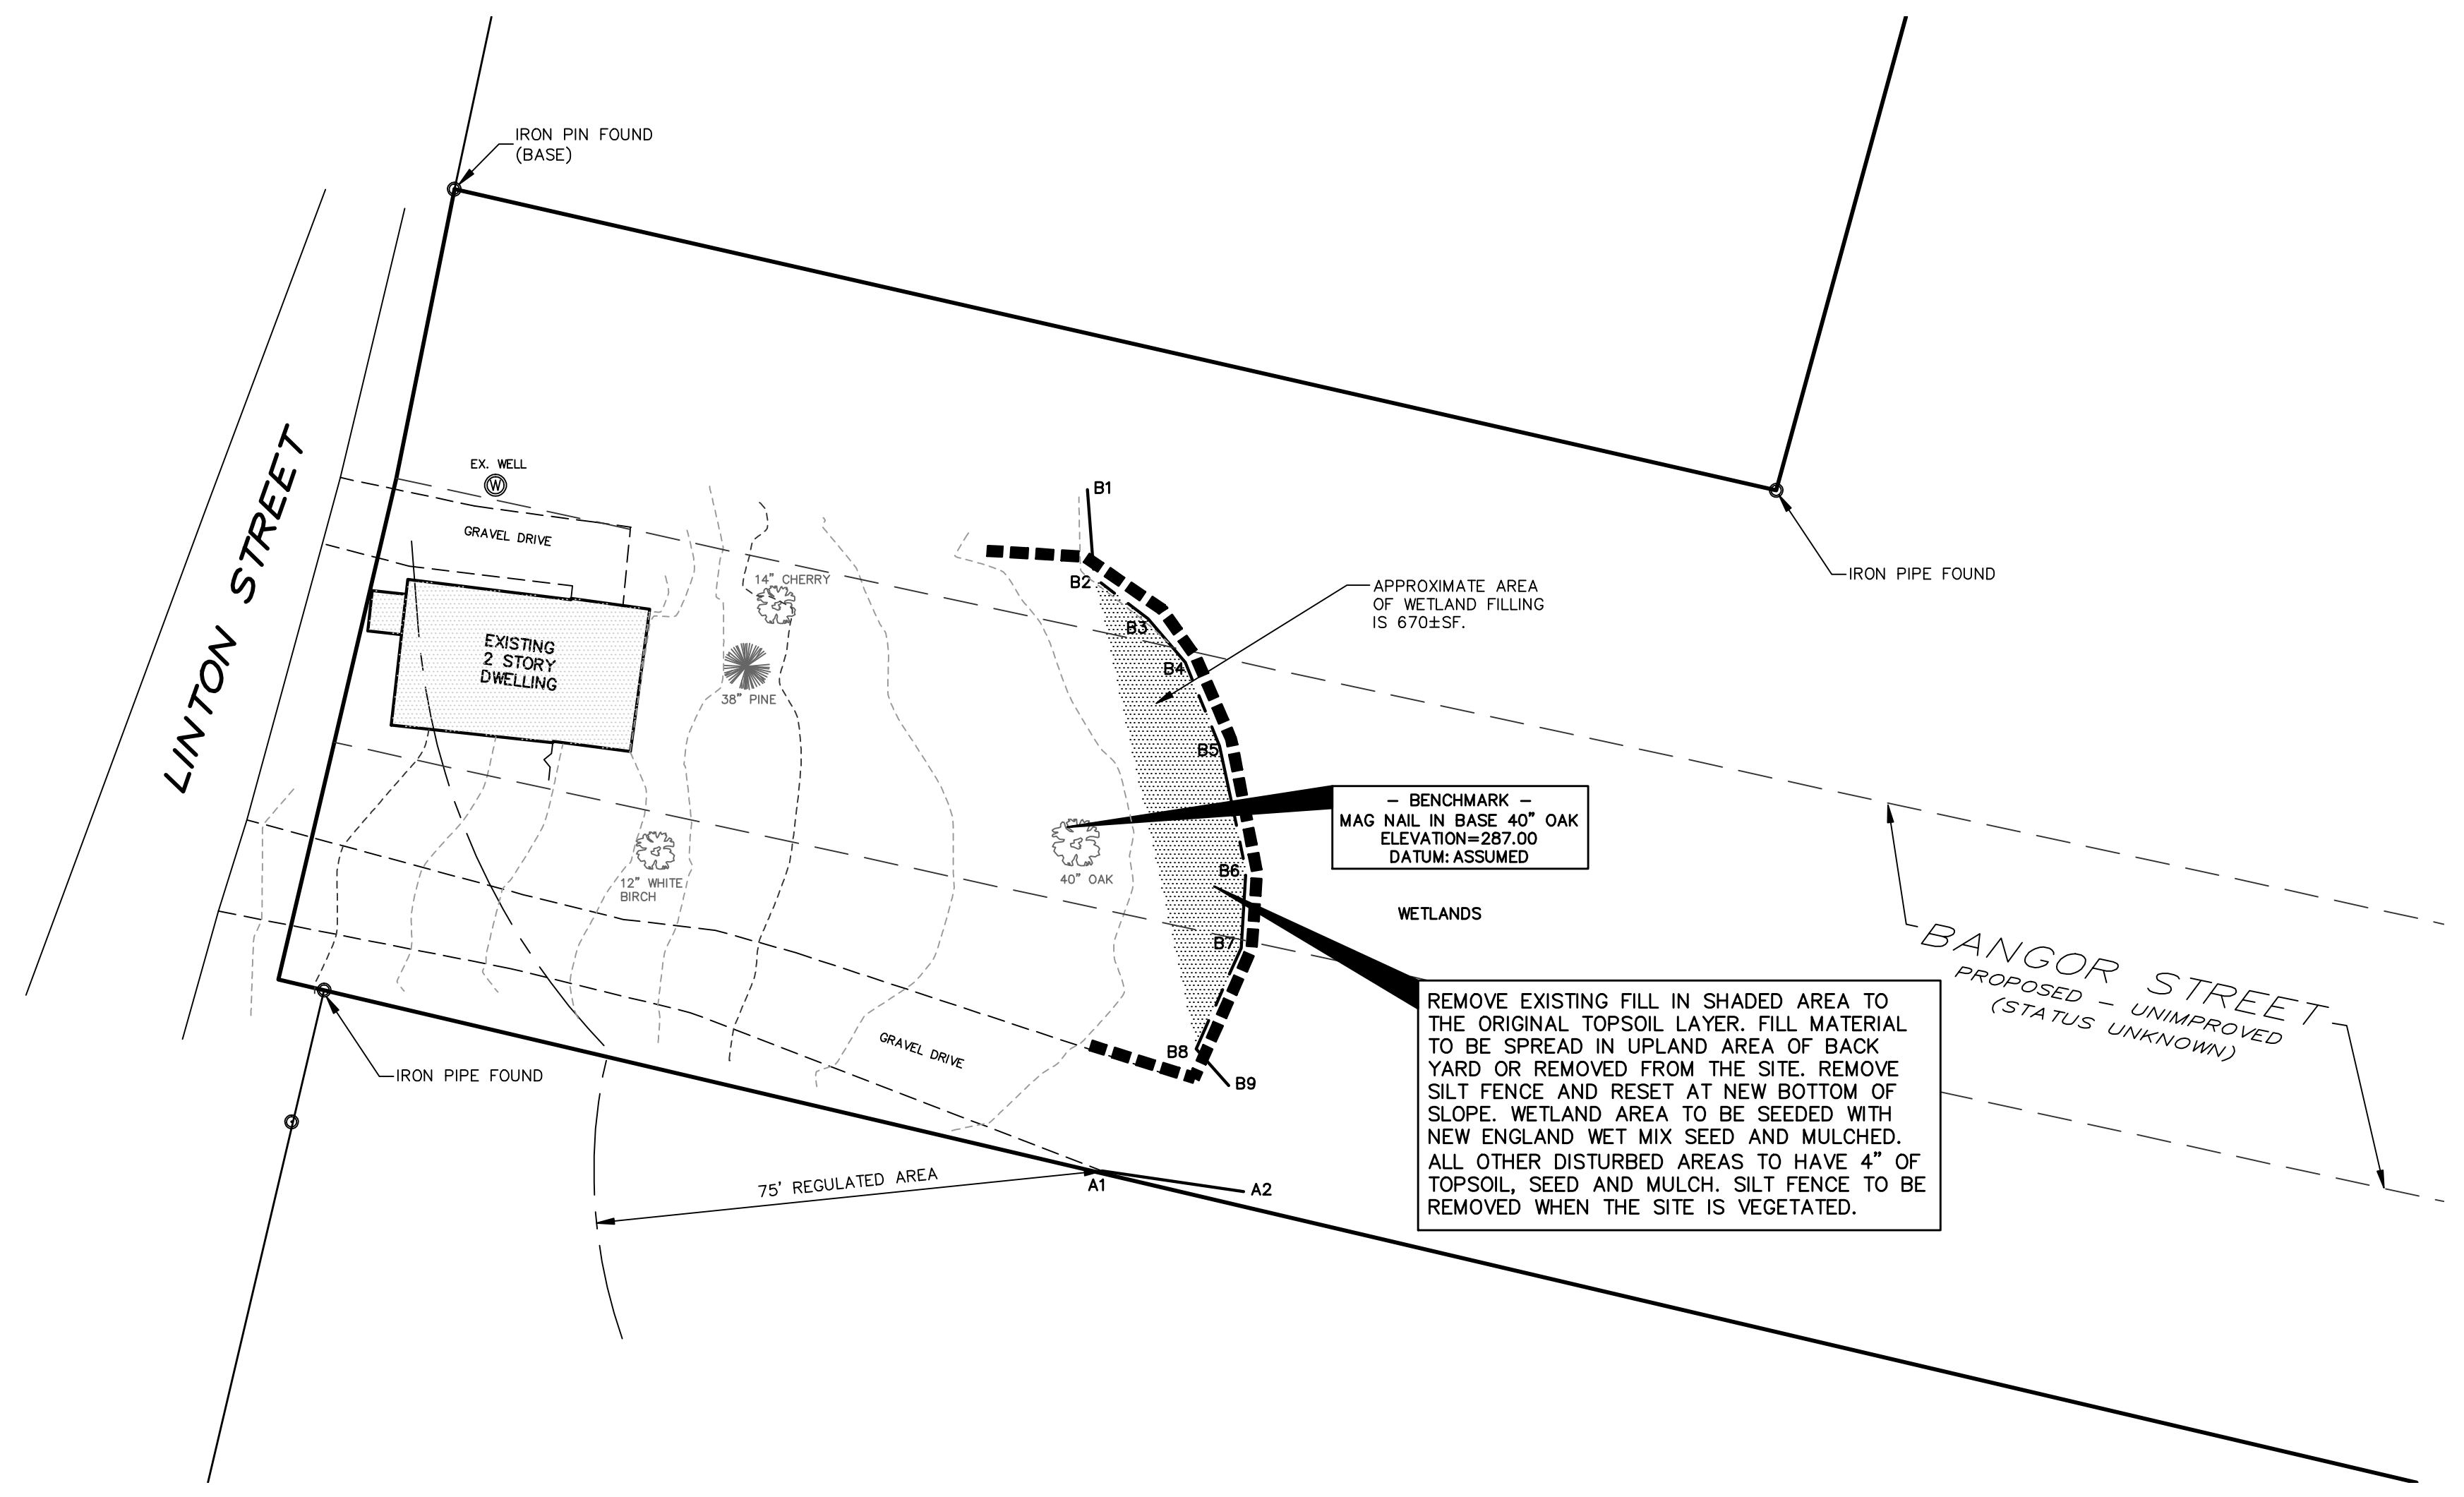 IRON PIN FOUND
(BASE)
LINTON STREET
EX. WELL
W
GRAVEL DRIVE
EXISTING
2 STORY
DWELLING
14" CHERRY
38" PINE
12" WHITE
BIRCH
40" OAK
B1
B2
B3
B4
B5
B6
B7
B8
B9
APPROXIMATE AREA
OF WETLAND FILLING
IS 670±SF.
IRON PIPE FOUND
- BENCHMARK -
MAG NAIL IN BASE 40" OAK
ELEVATION=287.00
DATUM: ASSUMED
WETLANDS
BANGOR STREET
PROPOSED - UNIMPROVED
(STATUS UNKNOWN)
REMOVE EXISTING FILL IN SHADED AREA TO
THE ORIGINAL TOPSOIL LAYER. FILL MATERIAL
TO BE SPREAD IN UPLAND AREA OF BACK
YARD OR REMOVED FROM THE SITE. REMOVE
SILT FENCE AND RESET AT NEW BOTTOM OF
SLOPE. WETLAND AREA TO BE SEEDED WITH
NEW ENGLAND WET MIX SEED AND MULCHED.
ALL OTHER DISTURBED AREAS TO HAVE 4" OF
TOPSOIL, SEED AND MULCH. SILT FENCE TO BE
REMOVED WHEN THE SITE IS VEGETATED.
GRAVEL DRIVE
IRON PIPE FOUND
75' REGULATED AREA
A1
A2